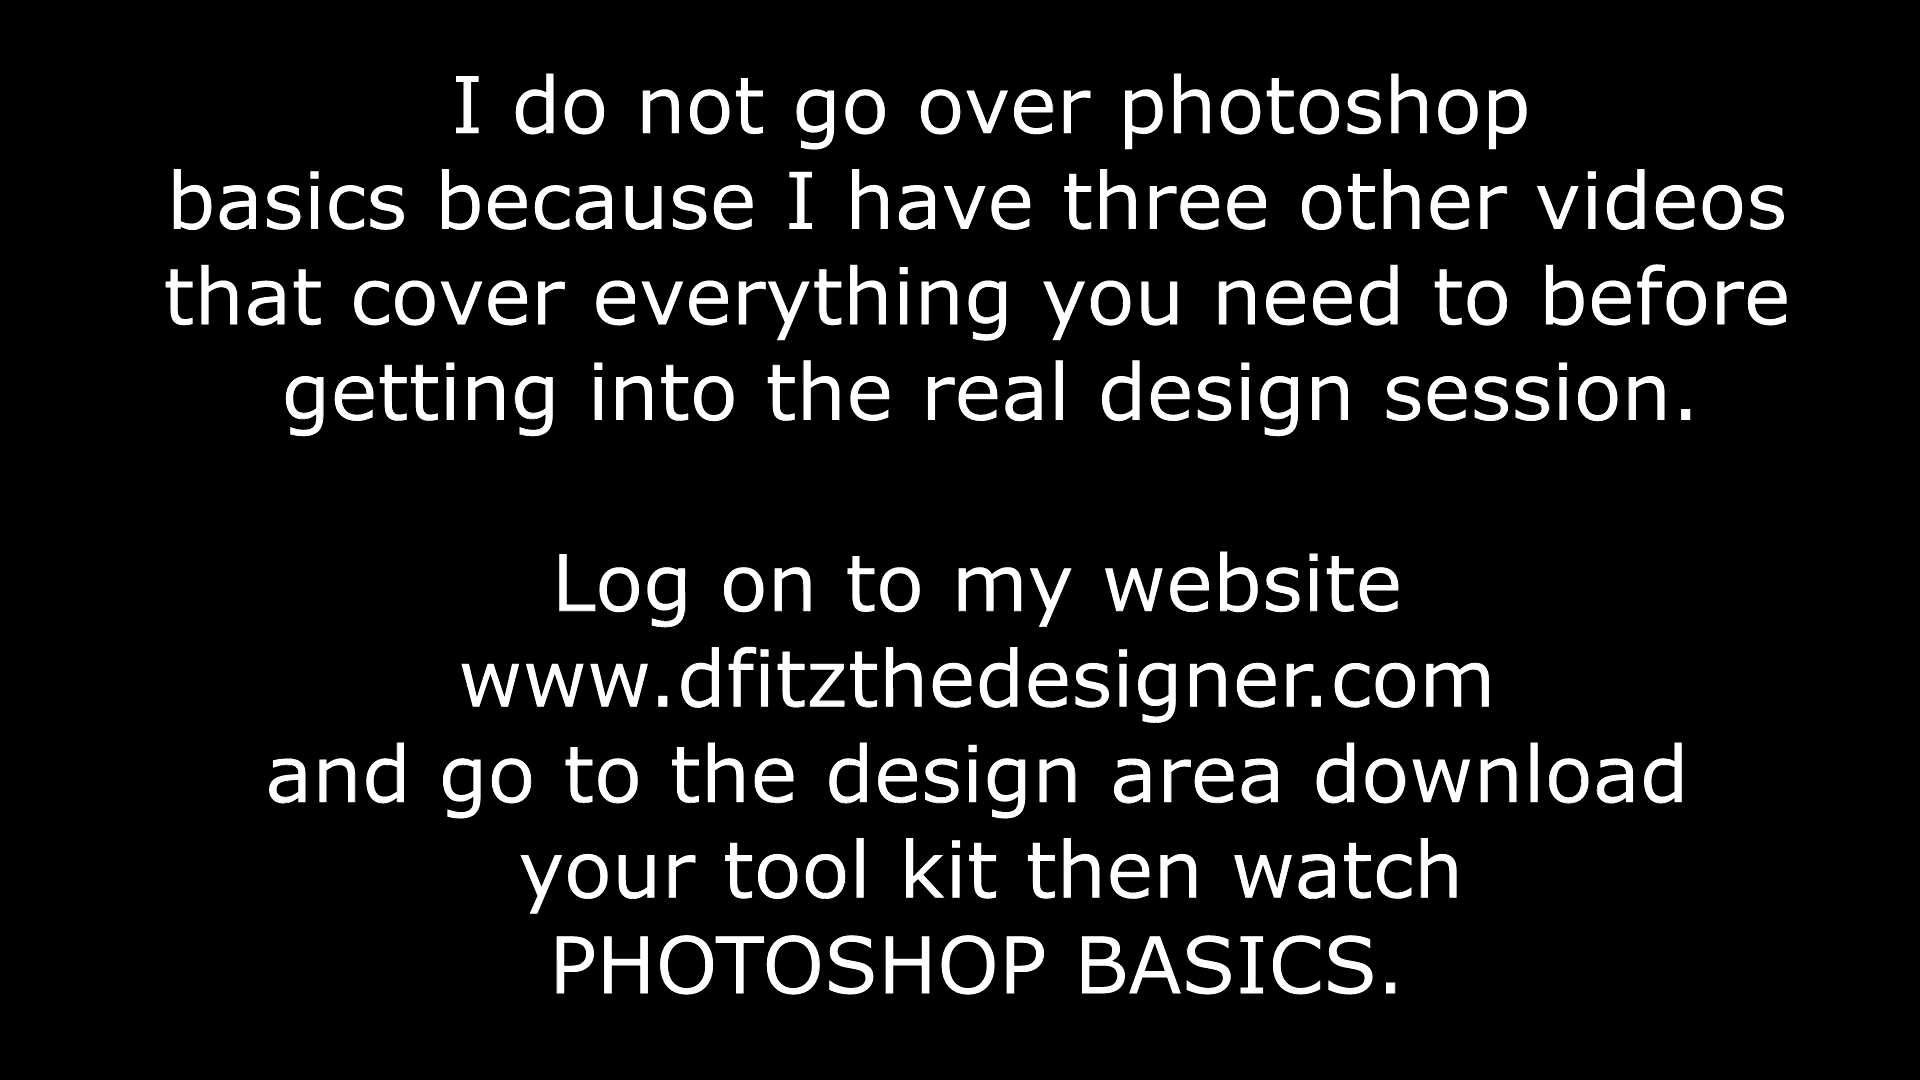 I do not go over photoshop
basics because I have three other videos
that cover everything you need to before
getting into the real design session.
Log on to my website
www.dfitzthedesigner.com
and go to the design area download
your tool kit then watch
PHOTOSHOP BASICS.